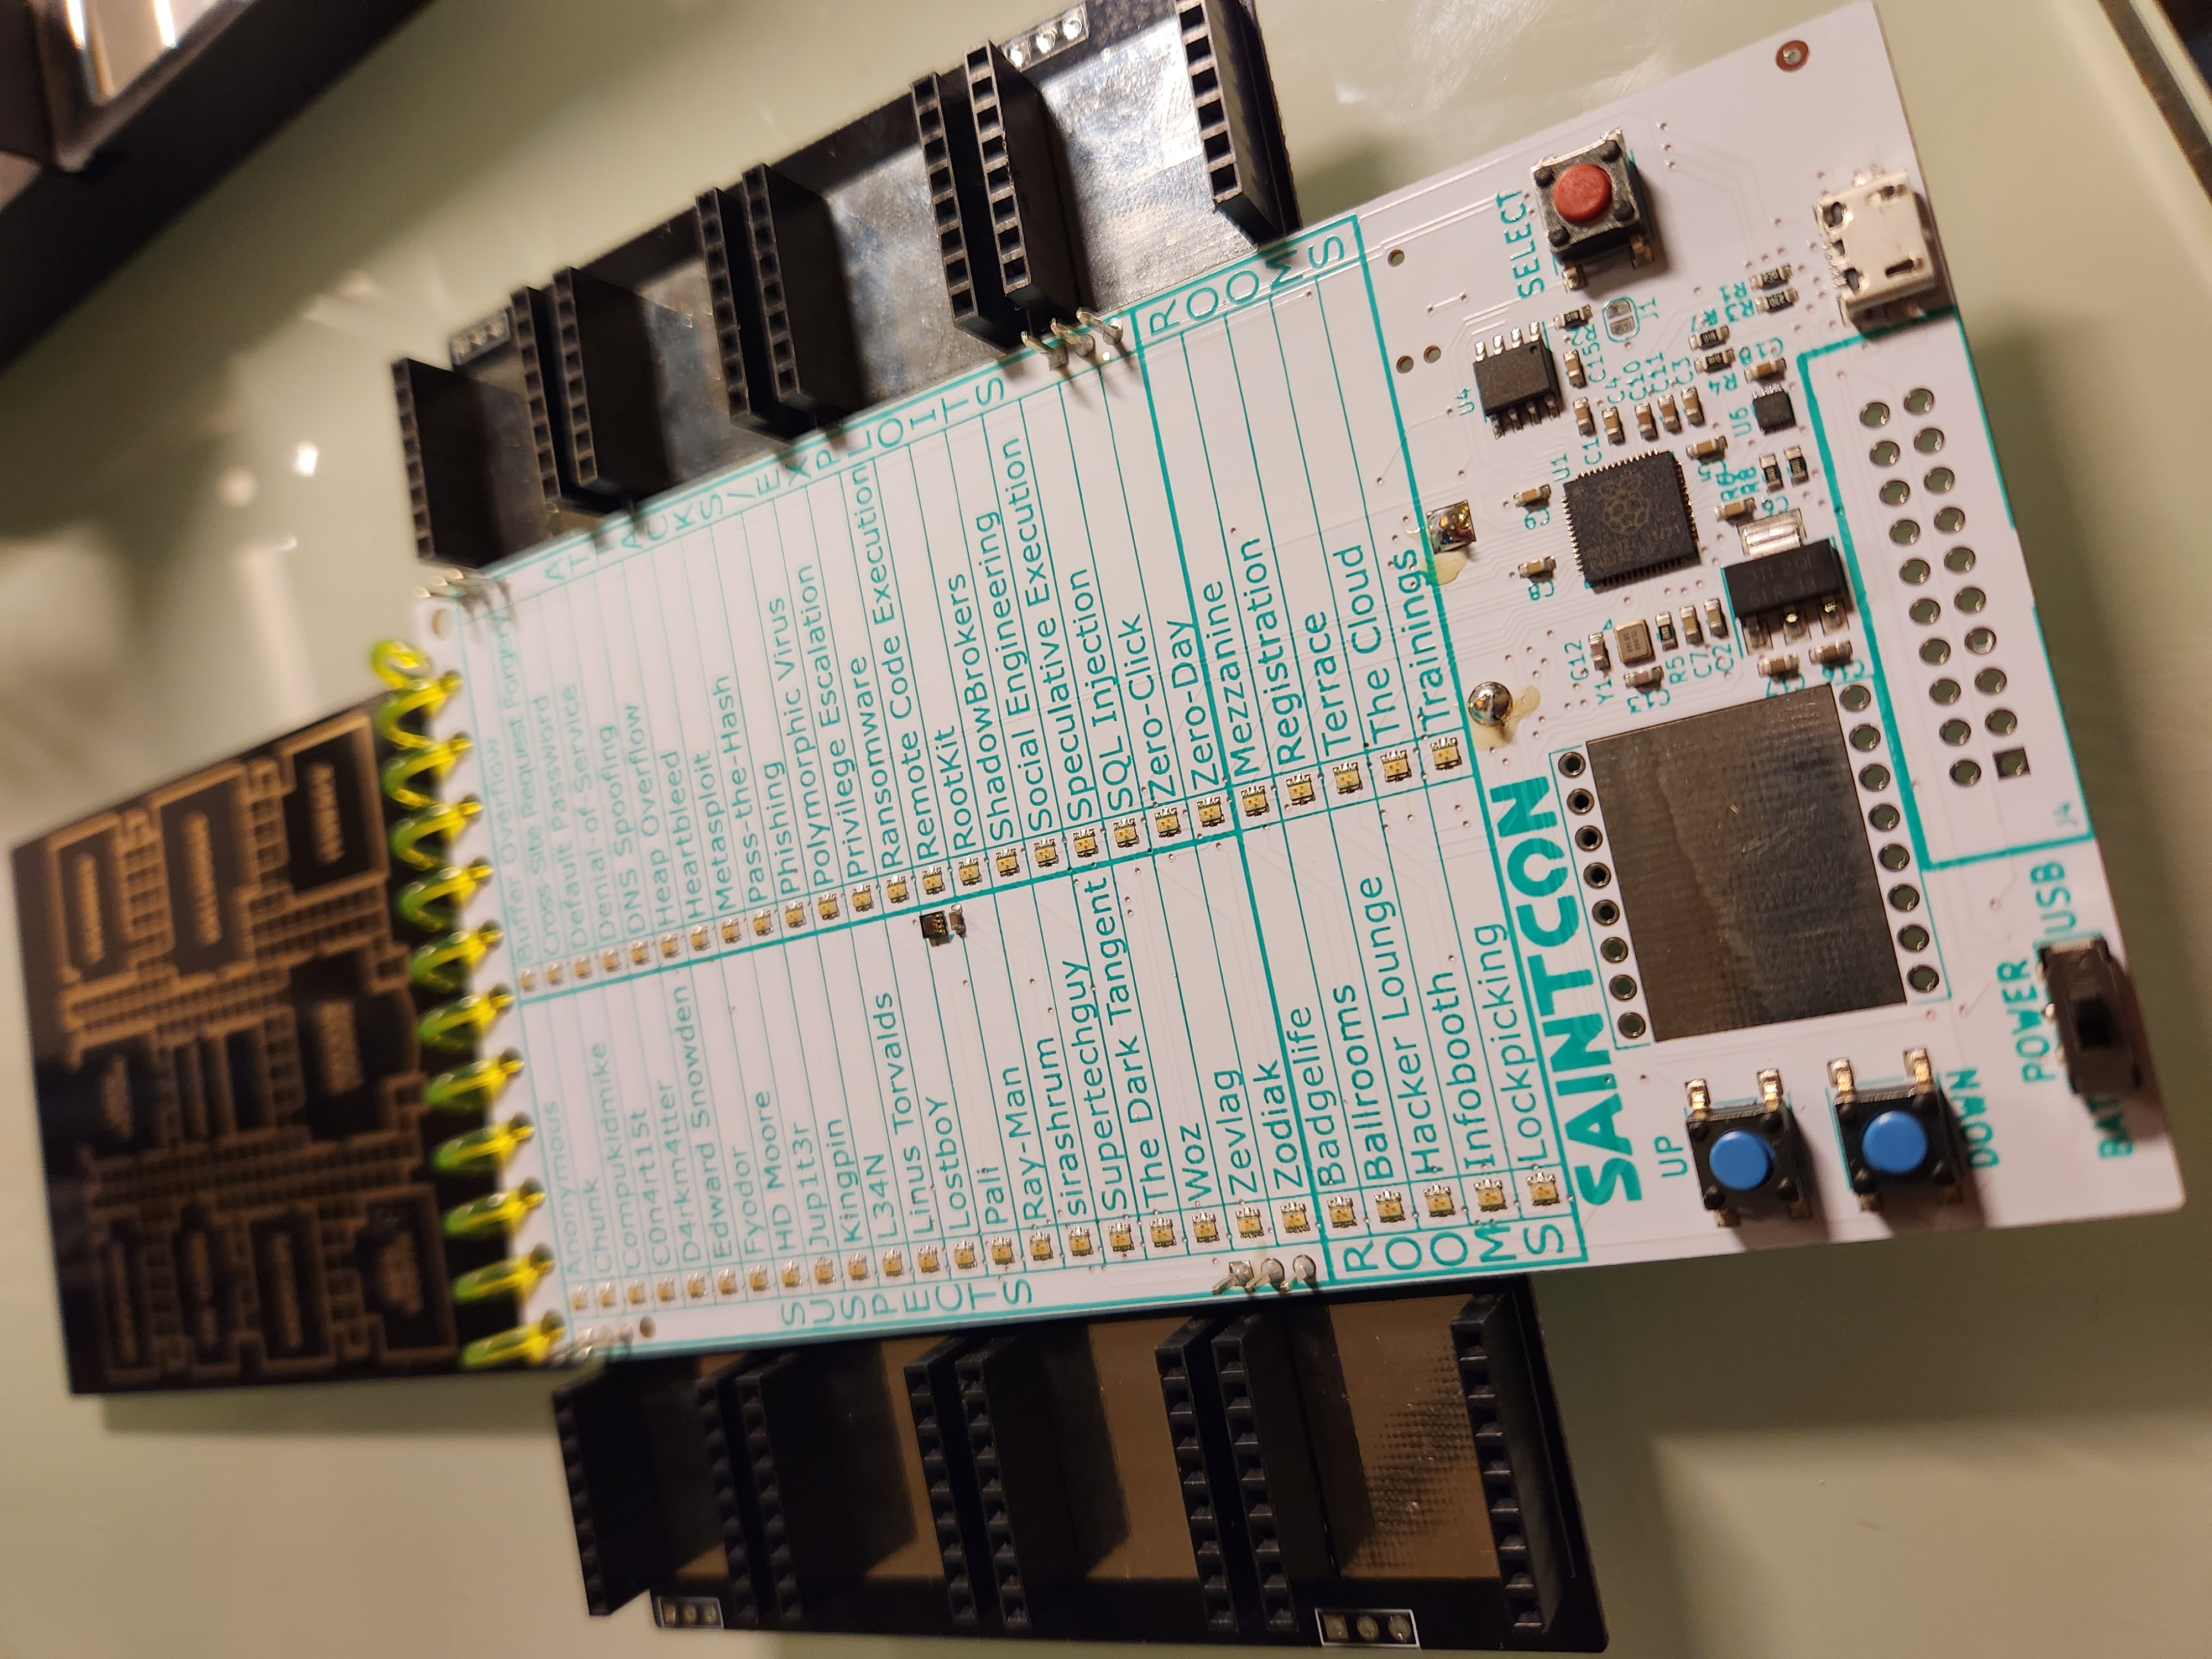 Anonymous
Chunk
Compukidmike
C0n4rt15t
D4rkm4tter
Edward Snowden
Fyodor
HD Moore
Jup1t3r
Kingpin
L34N
Linus Torvalds
LostboY
Pali
Ray-Man
sirashrum
Supertechguy
The Dark Tangent
Woz
Zevlag
Zodiak
SUSPECTS
Buffer Overflow
Cross Site Request Forgery
Default Password
Denial-of-Service
DNS Spoofing
Heap Overflow
Heartbleed
Metasploit
Pass-the-Hash
Phishing
Polymorphic Virus
Privilege Escalation
Ransomware
Remote Code Execution
RootKit
ShadowBrokers
Social Engineering
Speculative Execution
SQL Injection
Zero-Click
Zero-Day
ATTACKS/EXPLOITS
ROOMS
Badgelife
Ballrooms
Hacker Lounge
Infobooth
Lockpicking
Mezzanine
Registration
Terrace
The Cloud
Trainings
ROOMS
SAINTCON
UP
DOWN
POWER
BAT
USB
SELECT
U4
C8
C9
U1
Y1
C13
R5
C7
C2
C1
C15
R2
C4
C10
C11
C3
J1
U6
R4
R7
R3
R1
C18
J4